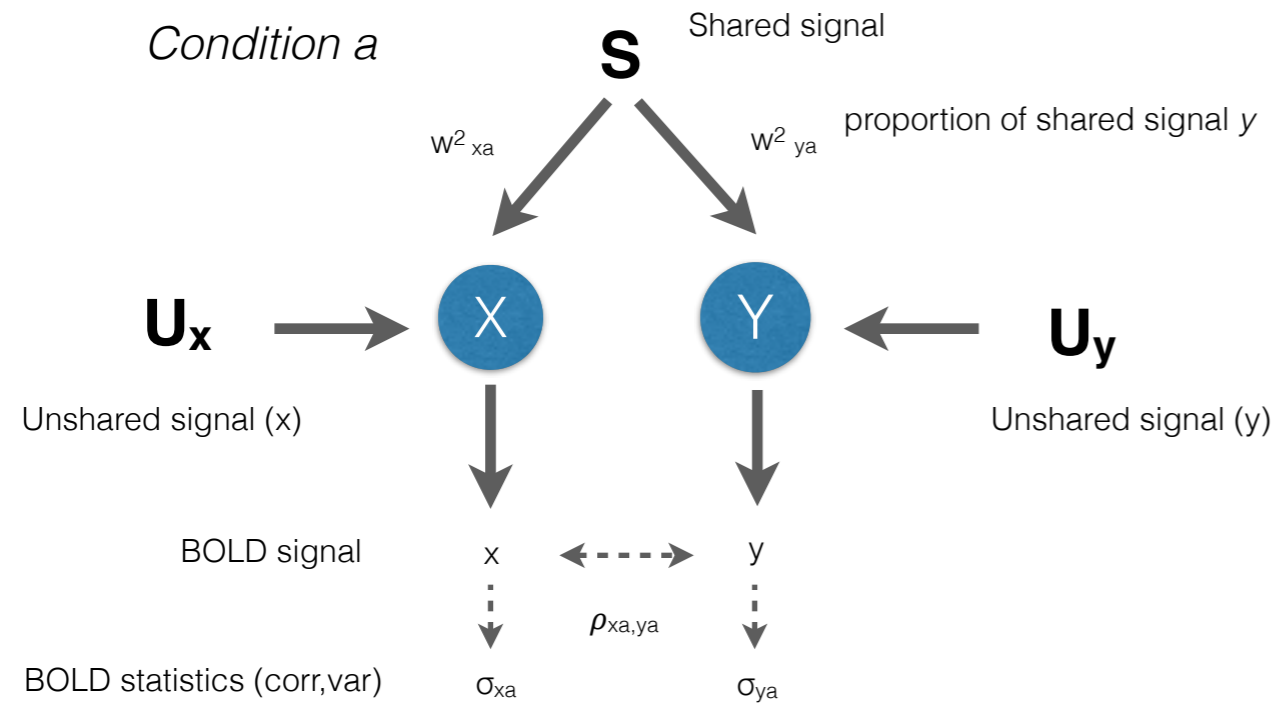 Condition a
S
Shared signal
w² xa
w² ya
proportion of shared signal y
Ux
X
Y
Uy
Unshared signal (x)
Unshared signal (y)
BOLD signal
x
y
ρxa,ya
BOLD statistics (corr,var)
σxa
σya